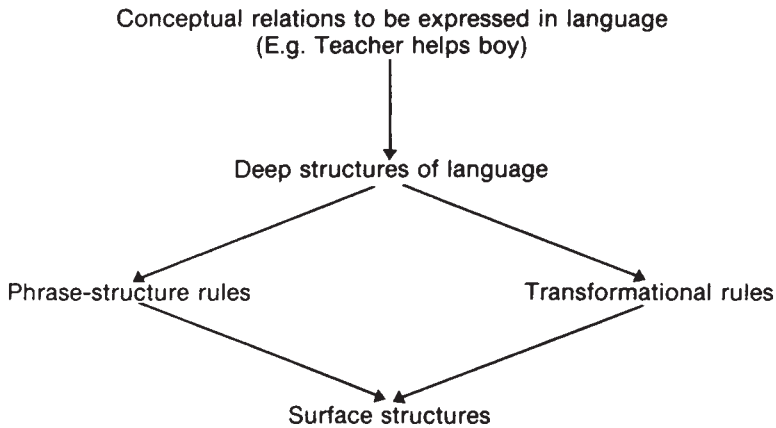 Conceptual relations to be expressed in language
(E.g. Teacher helps boy)
Deep structures of language
Phrase-structure rules
Transformational rules
Surface structures